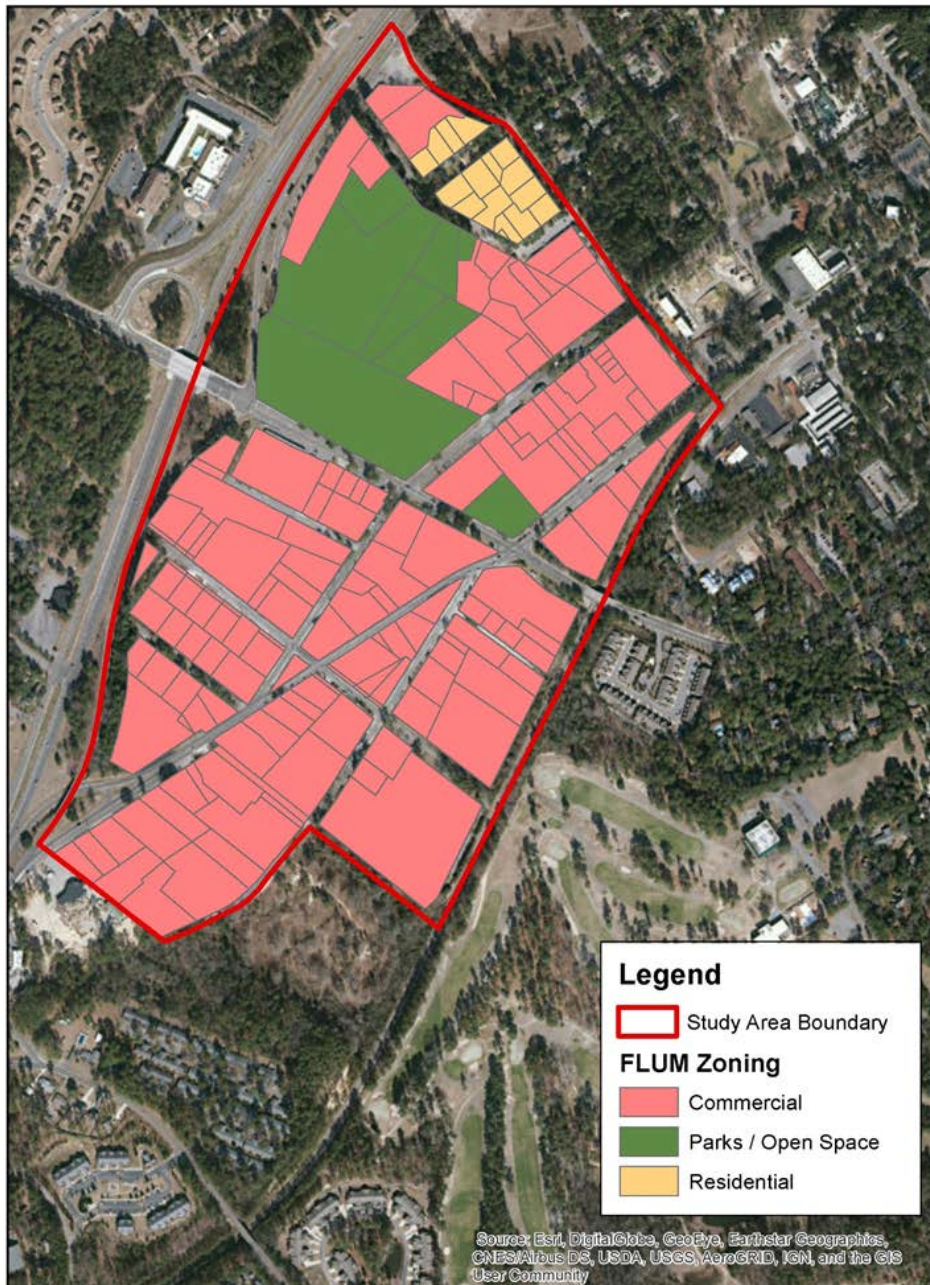 Legend
Study Area Boundary
FLUM Zoning
Commercial
Parks / Open Space
Residential
Source: Esri, DigitalGlobe, GeoEye, Earthstar Geographics,
CNES/Airbus DS, USDA, USGS, AeroGRID, IGN, and the GIS
User Community